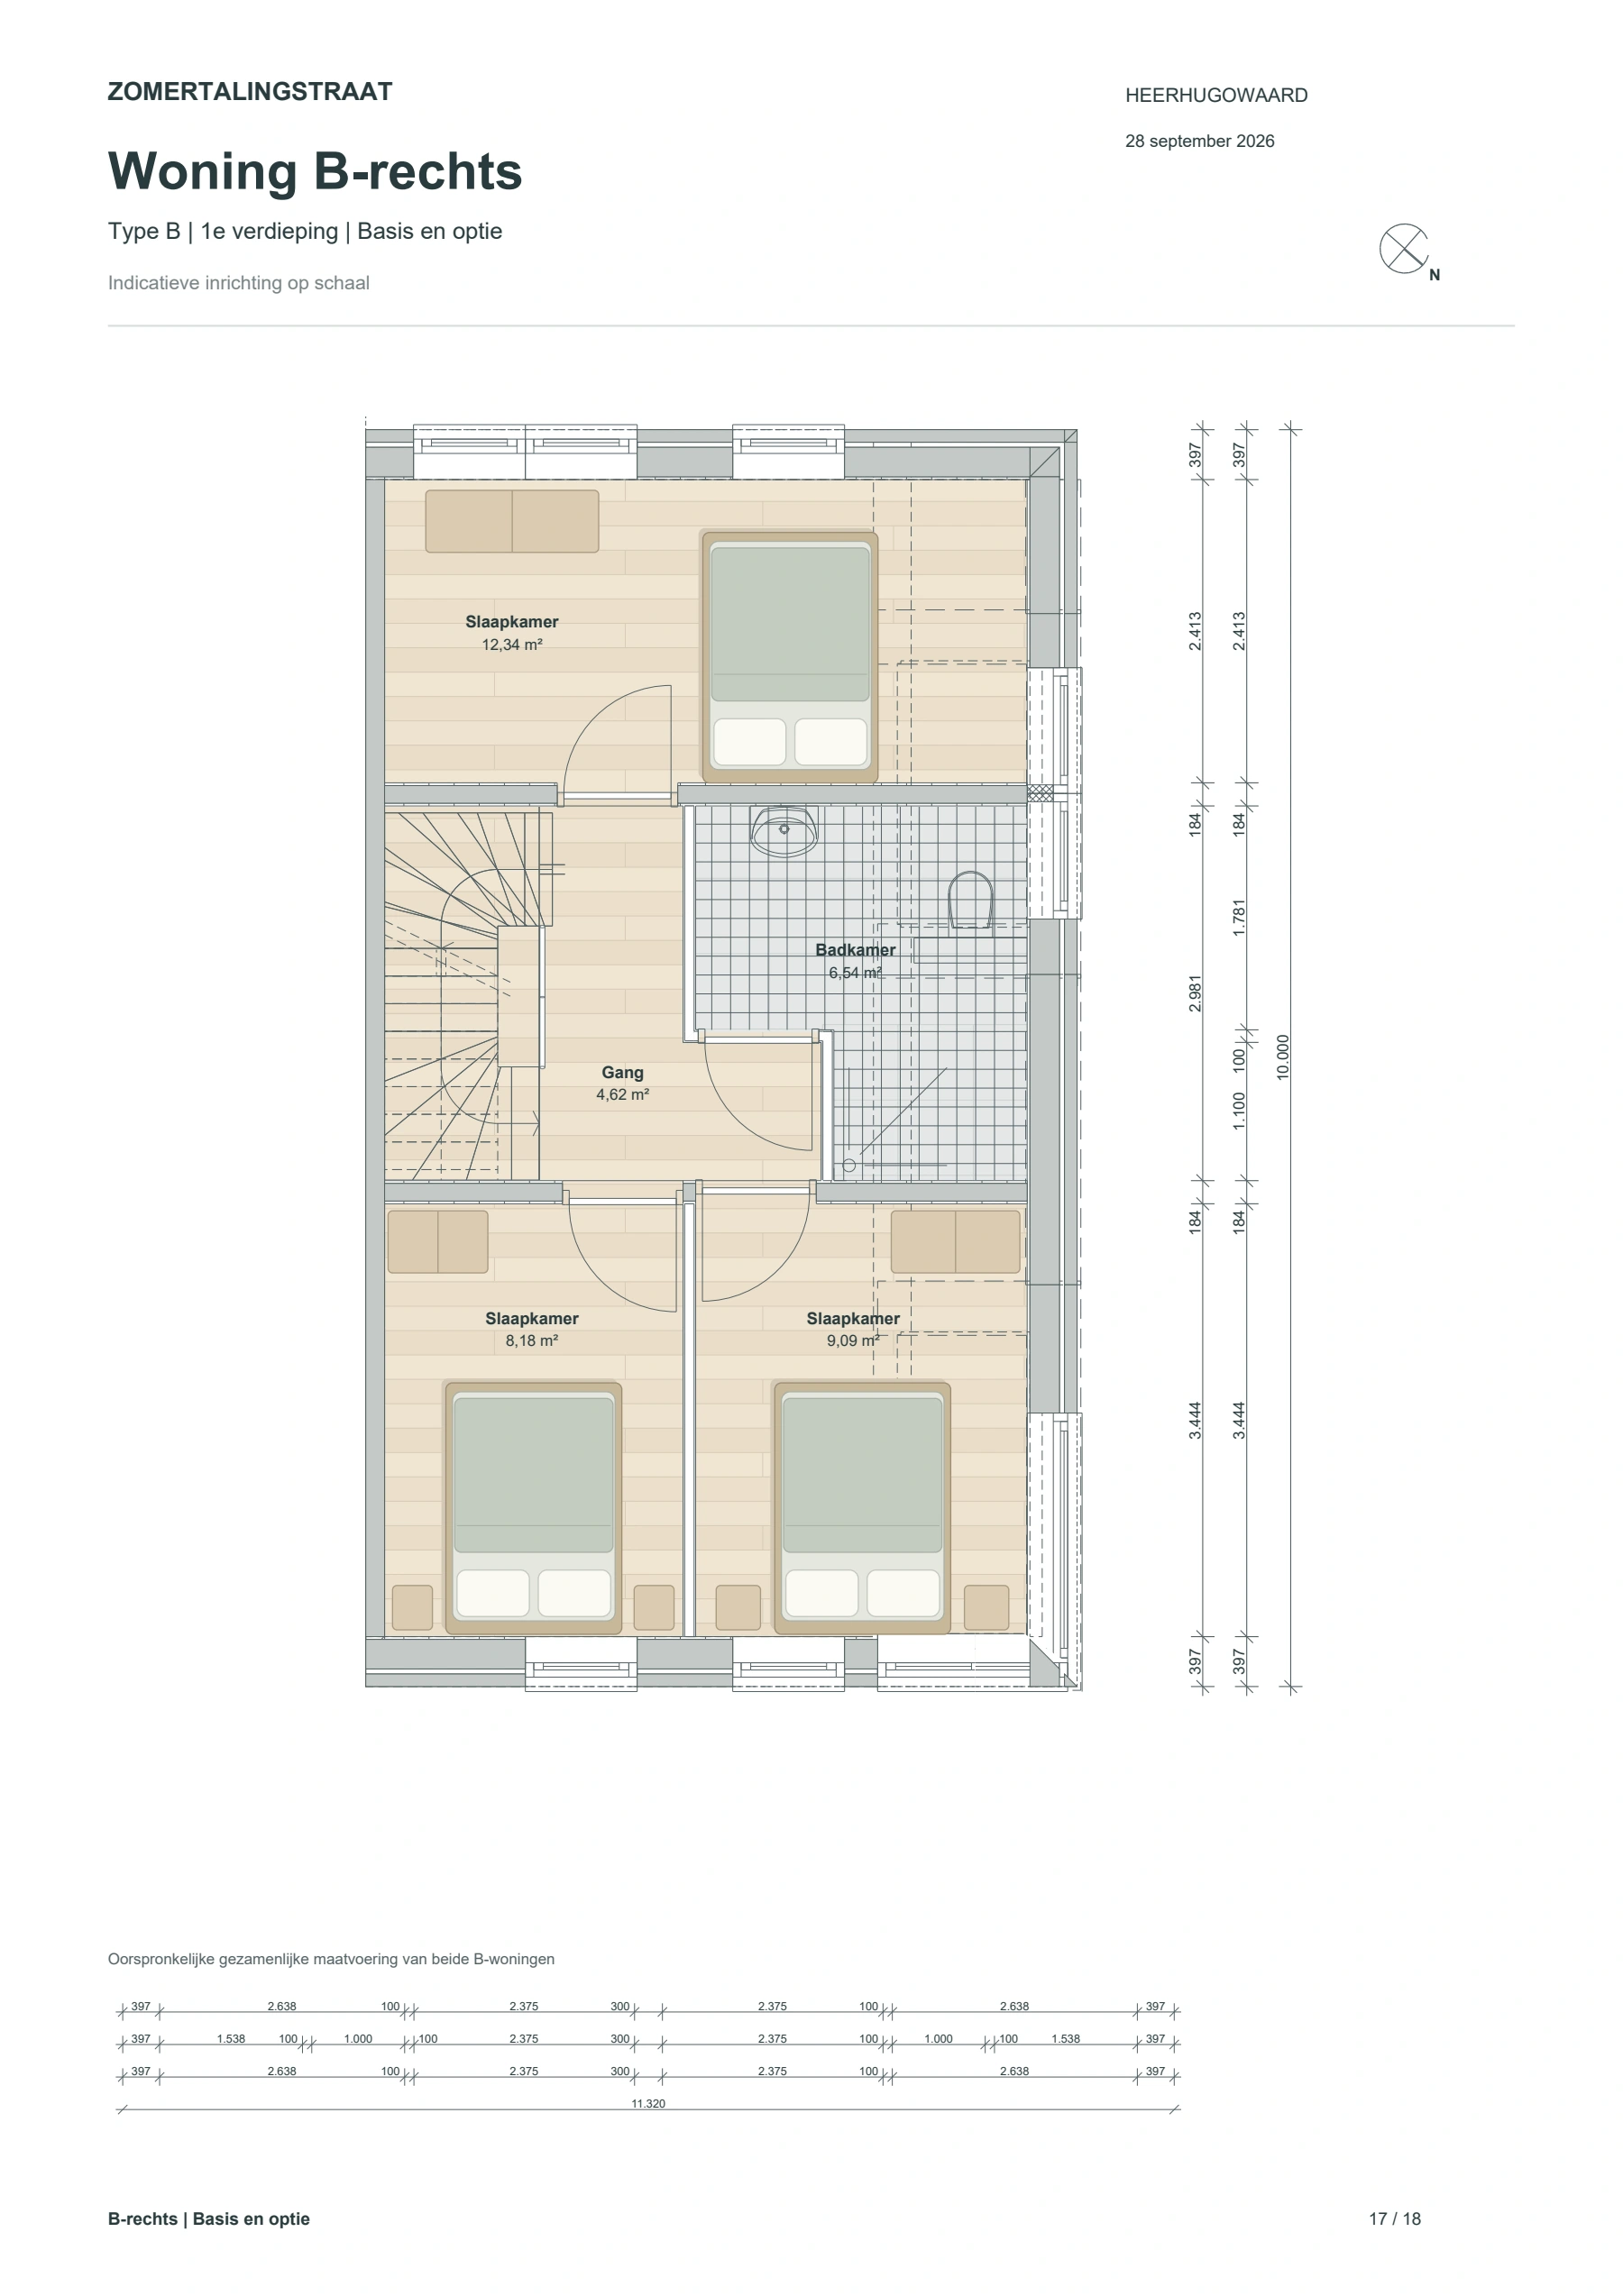 ZOMERTALINGSTRAAT
HEERHUGOWAARD
28 september 2026
Woning B-rechts
Type B | 1e verdieping | Basis en optie
Indicatieve inrichting op schaal
N
Slaapkamer
12,34 m²
Badkamer
6,54 m²
Gang
4,62 m²
Slaapkamer
8,18 m²
Slaapkamer
9,09 m²
397
2.413
184
2.981
184
3.444
397
397
2.413
184
1.781
100
1.100
184
3.444
397
10.000
Oorspronkelijke gezamenlijke maatvoering van beide B-woningen
397 2.638 100 2.375 300 2.375 100 2.638 397
397 1.538 100 1.000 100 2.375 300 2.375 100 1.000 100 1.538 397
397 2.638 100 2.375 300 2.375 100 2.638 397
11.320
B-rechts | Basis en optie
17 / 18